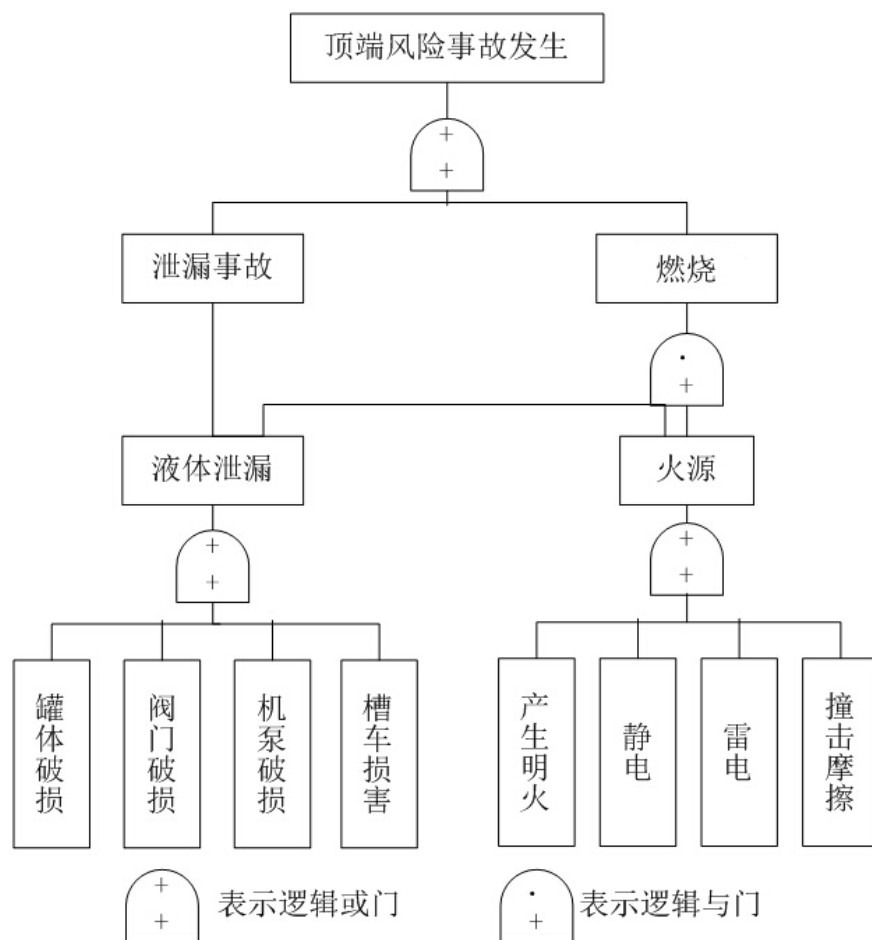 顶端风险事故发生
+
+
泄漏事故
燃烧
·
+
液体泄漏
火源
+
+
+
+
罐体破损
阀门破损
机泵破损
槽车损害
产生明火
静电
雷电
撞击摩擦
+
+
表示逻辑或门
·
+
表示逻辑与门